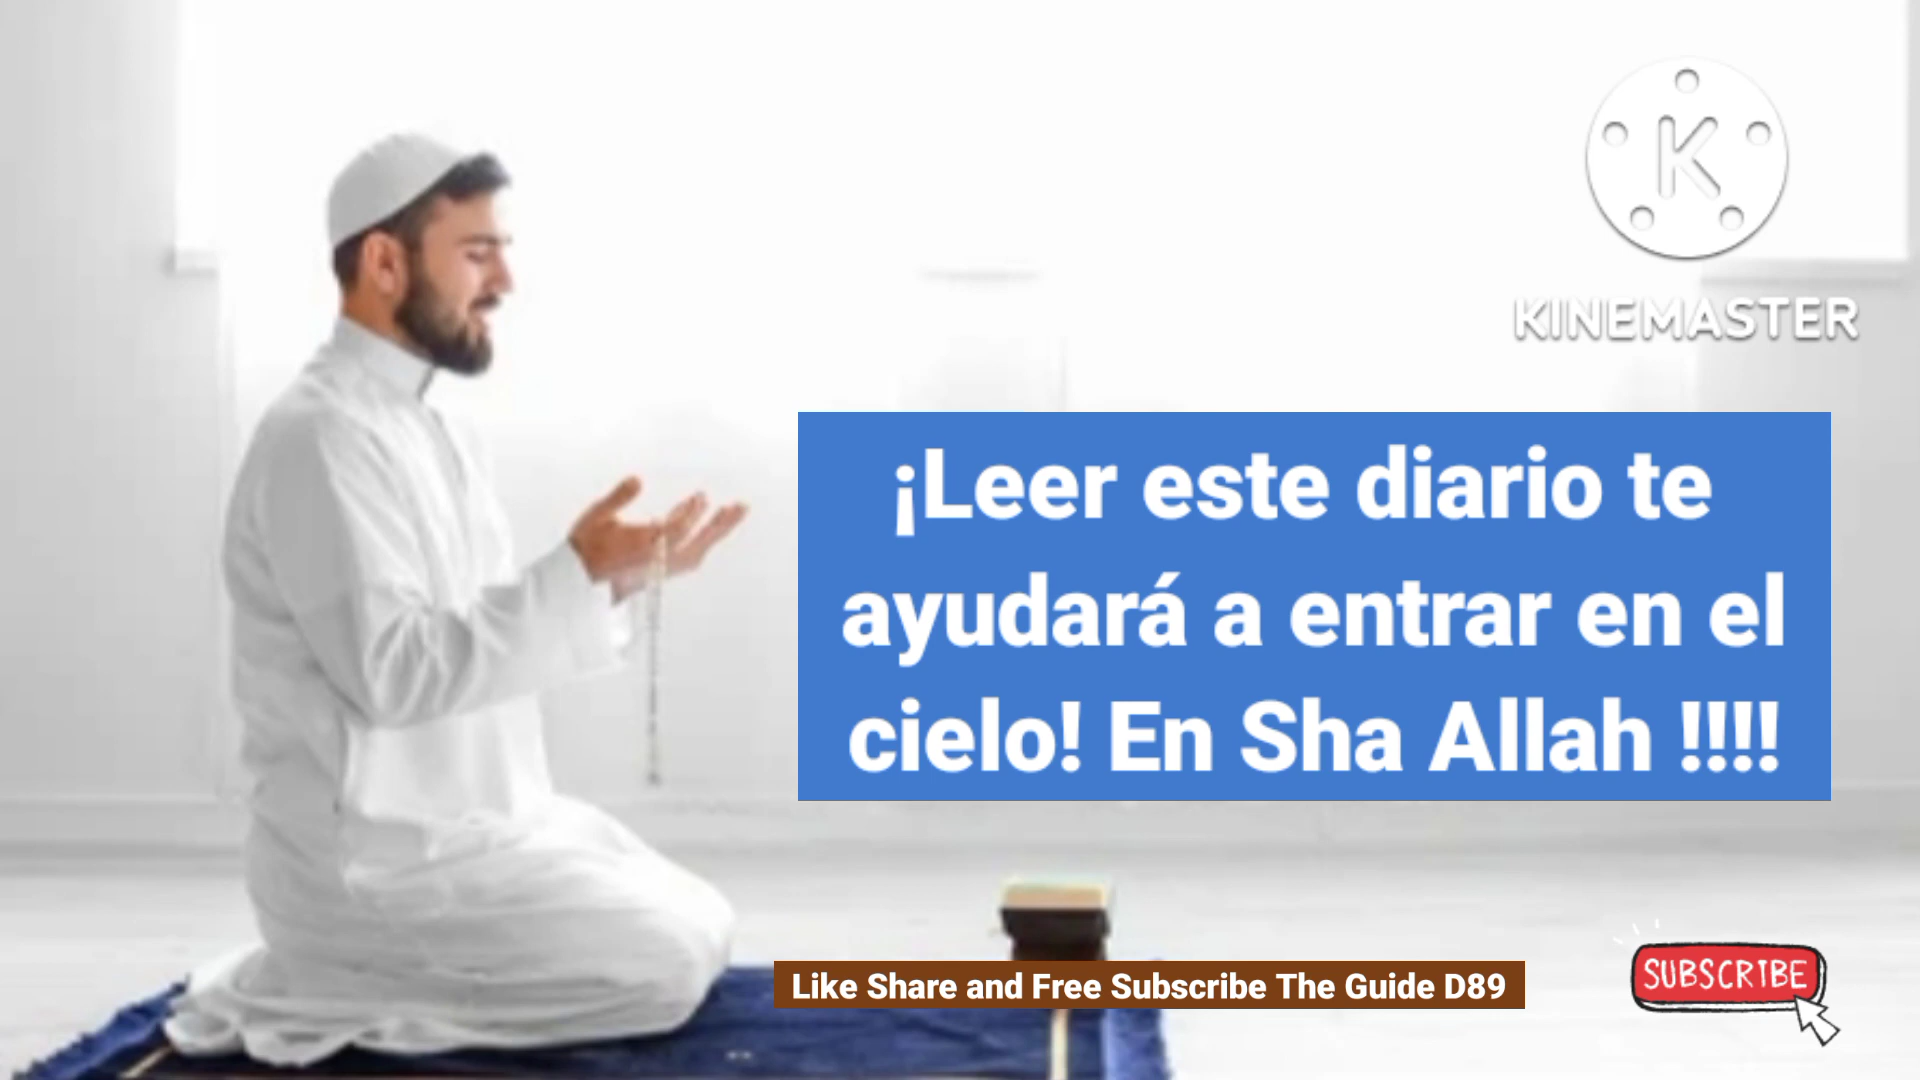 K
KINEMASTER
¡Leer este diario te
ayudará a entrar en el
cielo! En Sha Allah !!!!
Like Share and Free Subscribe The Guide D89
SUBSCRIBE